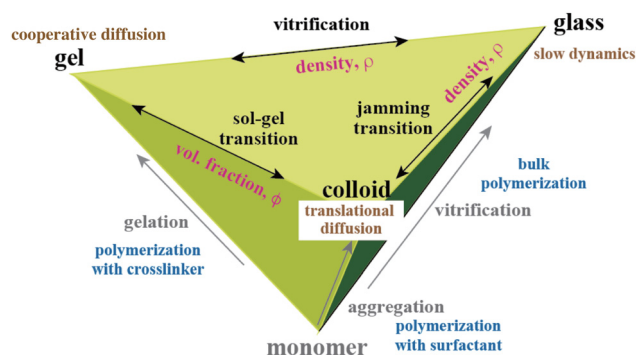 vitrification
glass
cooperative diffusion
gel
density, ρ
density, ρ
slow dynamics
sol-gel
transition
jamming
transition
vol. fraction, ϕ
colloid
translational
diffusion
bulk
polymerization
vitrification
gelation
polymerization
with crosslinker
aggregation
monomer
polymerization
with surfactant